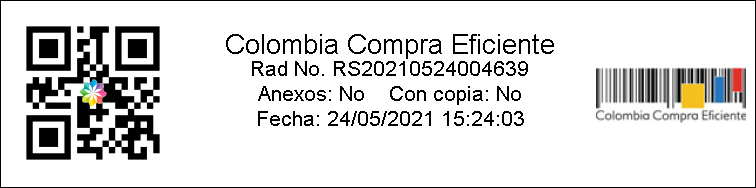 Colombia Compra Eficiente
Rad No. RS20210524004639
Anexos: No Con copia: No
Fecha: 24/05/2021 15:24:03
Colombia Compra Eficiente